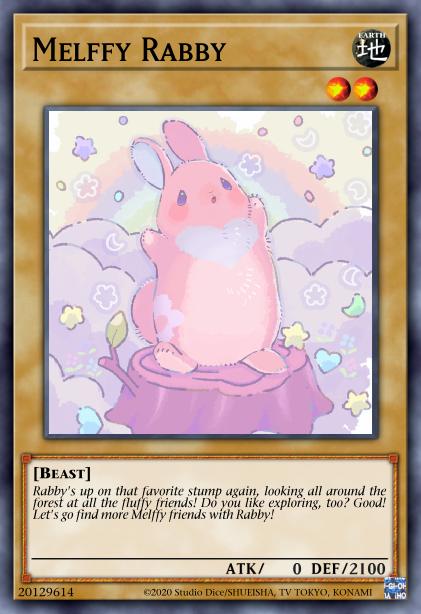 Melffy Rabby
EARTH
地
[Beast]
Rabby's up on that favorite stump again, looking all around the
forest at all the fluffy friends! Do you like exploring, too? Good!
Let's go find more Melffy friends with Rabby!
ATK/ 0 DEF/2100
20129614
©2020 Studio Dice/SHUEISHA, TV TOKYO, KONAMI